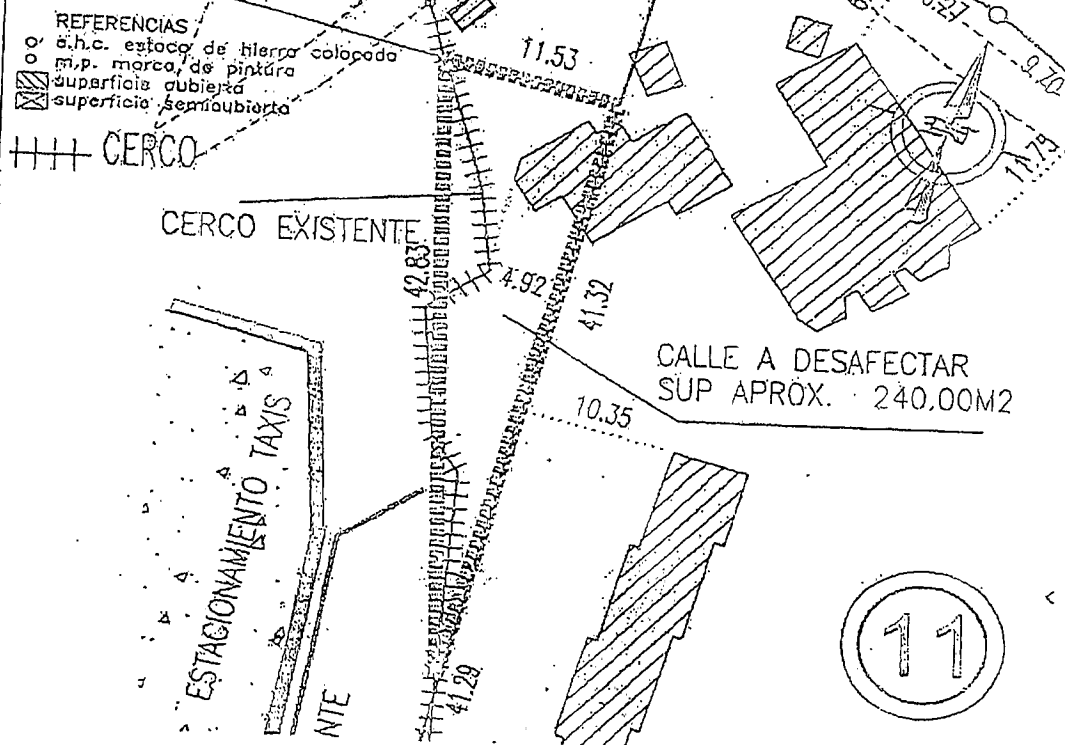 REFERENCIAS
e.h.c. estaca de hierro colocada
m.p. marca de pintura
superficie cubierta
superficie semicubierta
CERCO
11.53
9.70
11.79
CERCO EXISTENTE
42.83
4.92
41.32
CALLE A DESAFECTAR
SUP APROX. 240.00M2
10.35
ESTACIONAMIENTO TAXIS
41.29
NTE
11